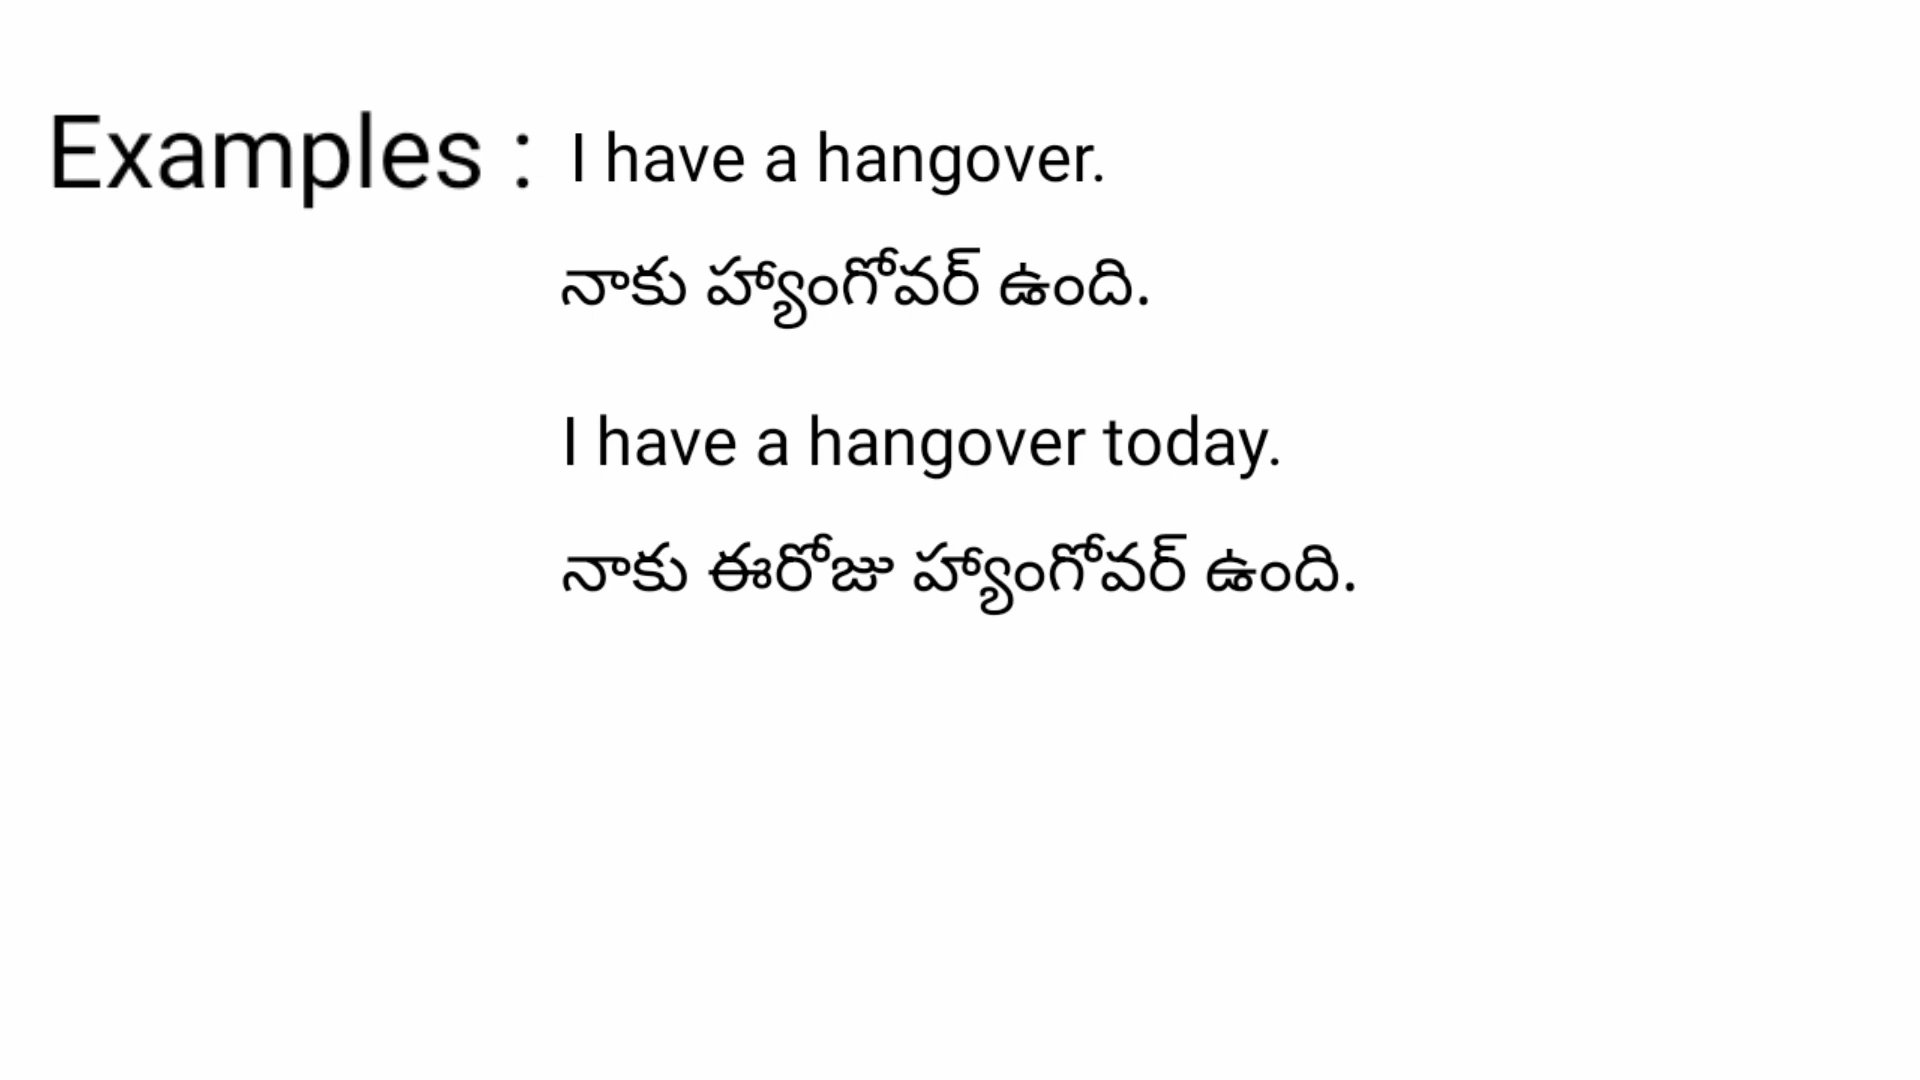 Examples : I have a hangover.
నాకు హ్యాంగోవర్ ఉంది.
I have a hangover today.
నాకు ఈరోజు హ్యాంగోవర్ ఉంది.